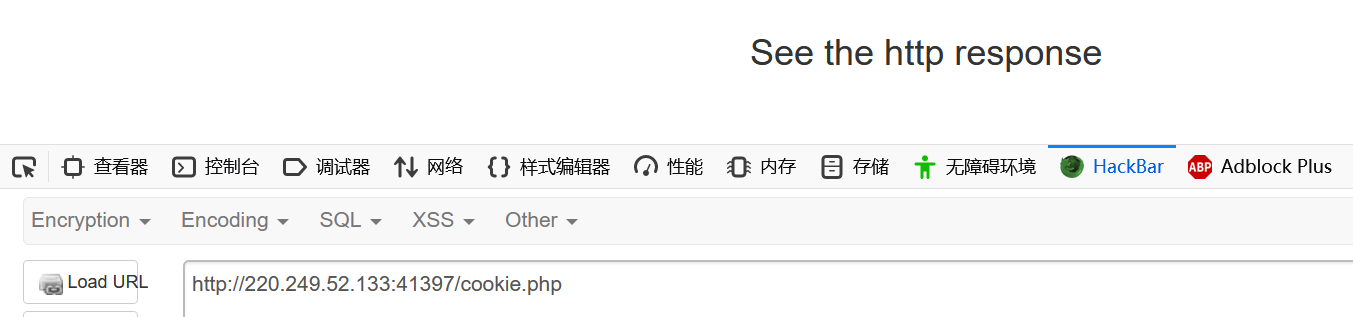 See the http response
查看器 控制台 调试器 网络 样式编辑器 性能 内存 存储 无障碍环境 HackBar ABP Adblock Plus
Encryption Encoding SQL XSS Other
Load URL http://220.249.52.133:41397/cookie.php